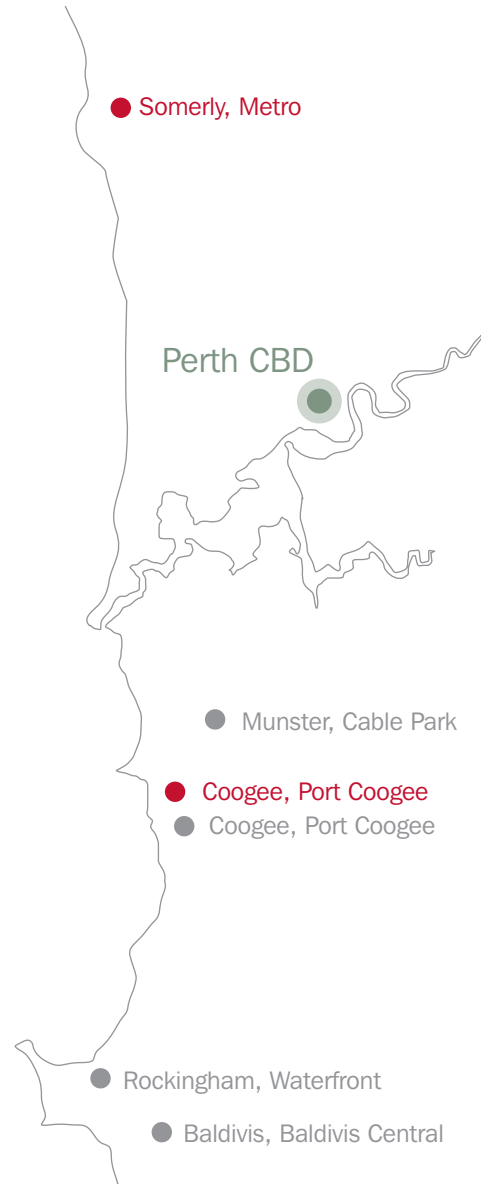 Somerly, Metro
Perth CBD
Munster, Cable Park
Coogee, Port Coogee
Coogee, Port Coogee
Rockingham, Waterfront
Baldivis, Baldivis Central